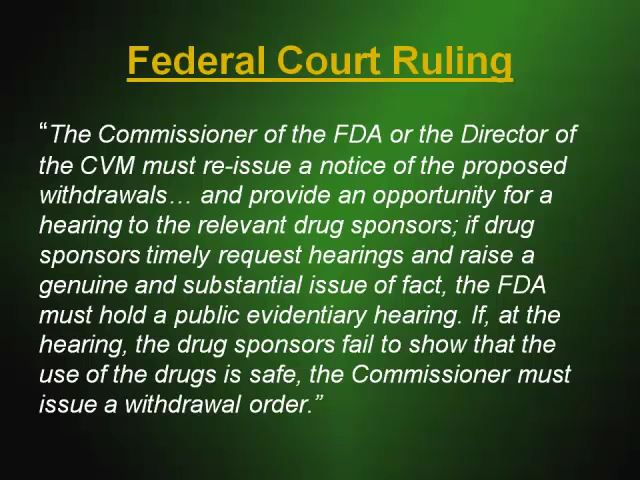 Federal Court Ruling
“The Commissioner of the FDA or the Director of
the CVM must re-issue a notice of the proposed
withdrawals… and provide an opportunity for a
hearing to the relevant drug sponsors; if drug
sponsors timely request hearings and raise a
genuine and substantial issue of fact, the FDA
must hold a public evidentiary hearing. If, at the
hearing, the drug sponsors fail to show that the
use of the drugs is safe, the Commissioner must
issue a withdrawal order.”